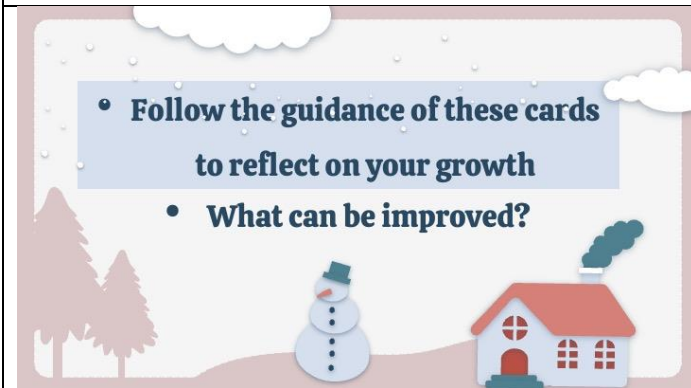 • Follow the guidance of these cards
to reflect on your growth
• What can be improved?